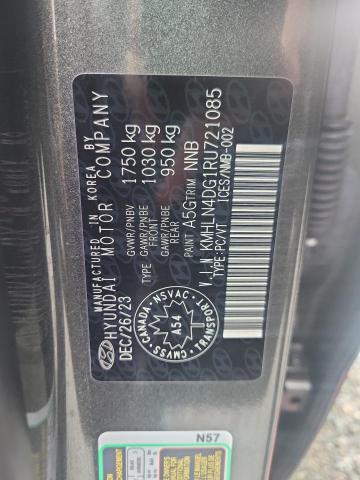 MANUFACTURED IN KOREA BY
HYUNDAI MOTOR COMPANY
DEC/26/23
GVWR/PNBV 1750 kg
TYPE GAWR/PNBE FRONT 1030 kg
GAWR/PNBE REAR 950 kg
PAINT A5G TRIM NNB
V.I.N KMHLN4DG1RU721085
TYPE:PC/VT ICES/NMB-002
CANADA NSVAC
A54
CMVSS TRANSPORT
N57